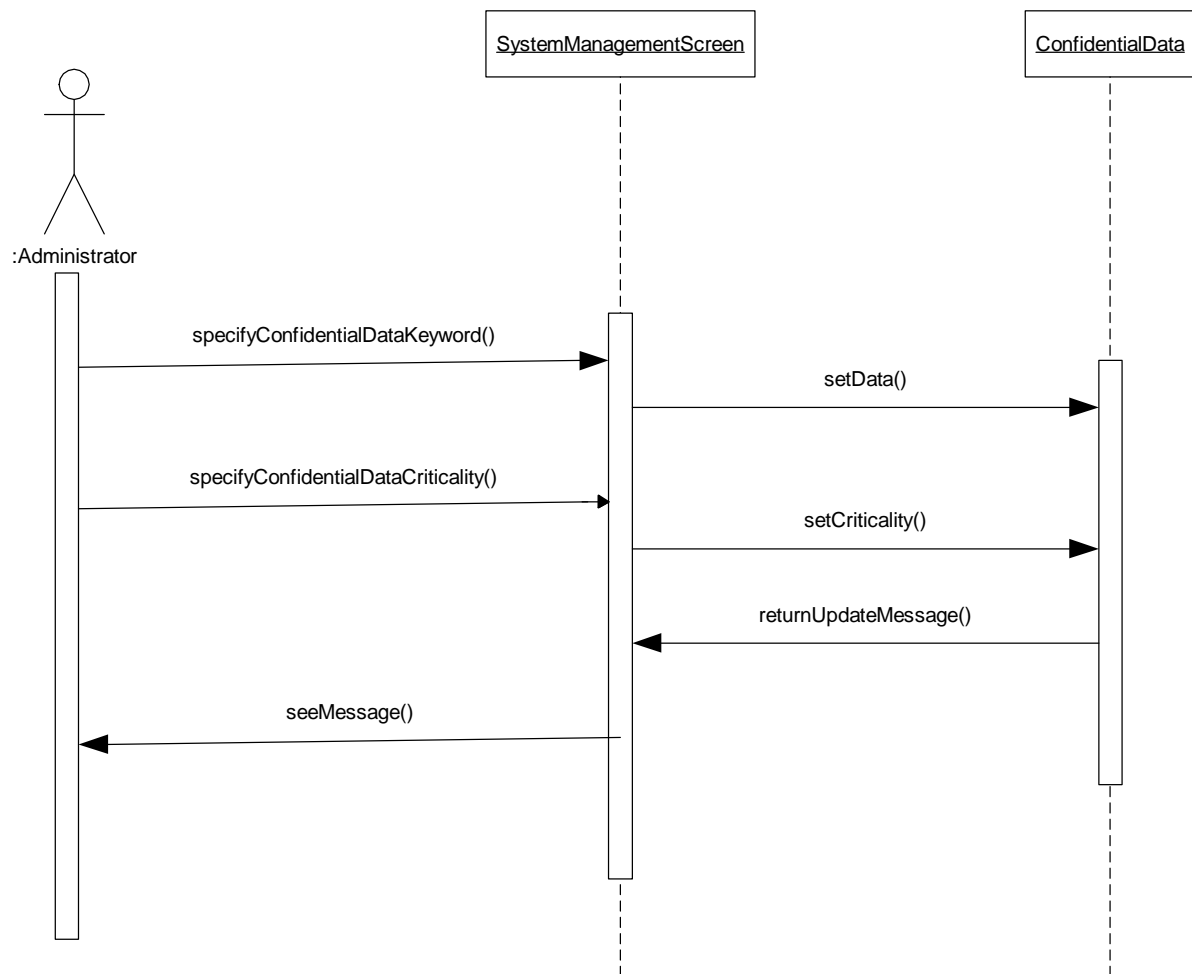 SystemManagementScreen
ConfidentialData
:Administrator
specifyConfidentialDataKeyword()
setData()
specifyConfidentialDataCriticality()
setCriticality()
returnUpdateMessage()
seeMessage()